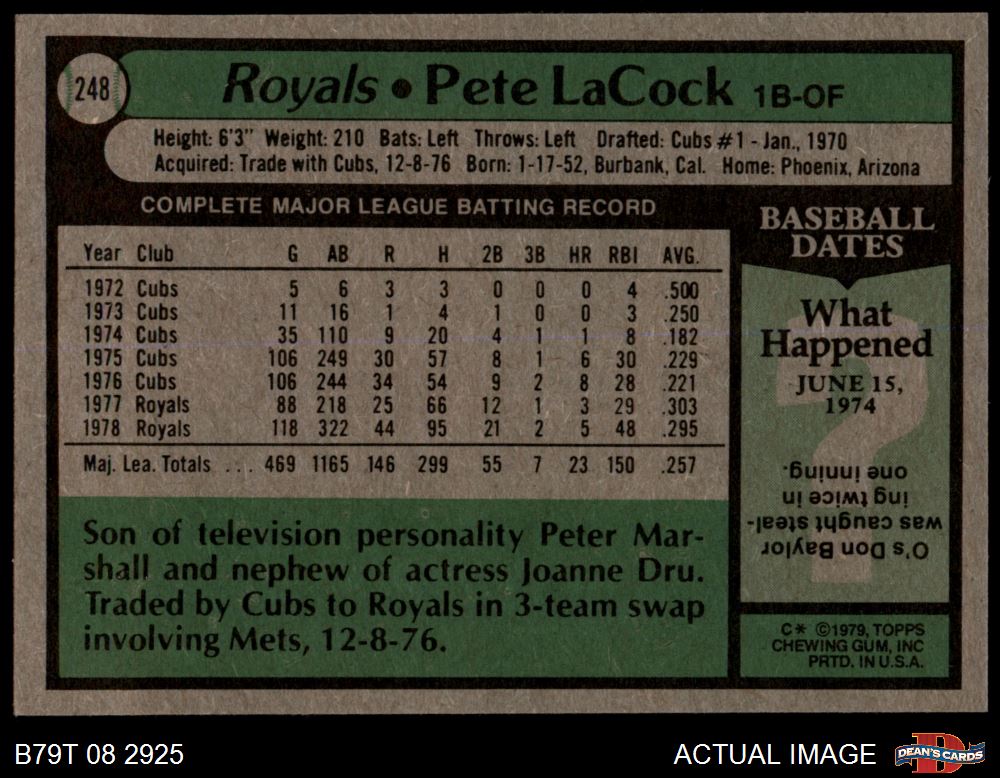 248
Royals • Pete LaCock 1B-OF
Height: 6'3" Weight: 210 Bats: Left Throws: Left Drafted: Cubs #1 - Jan., 1970
Acquired: Trade with Cubs, 12-8-76 Born: 1-17-52, Burbank, Cal. Home: Phoenix, Arizona
COMPLETE MAJOR LEAGUE BATTING RECORD
Year Club G AB R H 2B 3B HR RBI AVG.
1972 Cubs 5 6 3 3 0 0 0 4 .500
1973 Cubs 11 16 1 4 1 0 0 3 .250
1974 Cubs 35 110 9 20 4 1 1 8 .182
1975 Cubs 106 249 30 57 8 1 6 30 .229
1976 Cubs 106 244 34 54 9 2 8 28 .221
1977 Royals 88 218 25 66 12 1 3 29 .303
1978 Royals 118 322 44 95 21 2 5 48 .295
Maj. Lea. Totals ... 469 1165 146 299 55 7 23 150 .257
Son of television personality Peter Mar-
shall and nephew of actress Joanne Dru.
Traded by Cubs to Royals in 3-team swap
involving Mets, 12-8-76.
BASEBALL
DATES
What
Happened
JUNE 15,
1974
?
O's Don Baylor
was caught steal-
ing twice in
one inning.
C* ©1979, TOPPS
CHEWING GUM, INC
PRTD. IN U.S.A.
B79T 08 2925
ACTUAL IMAGE
DEAN'S CARDS